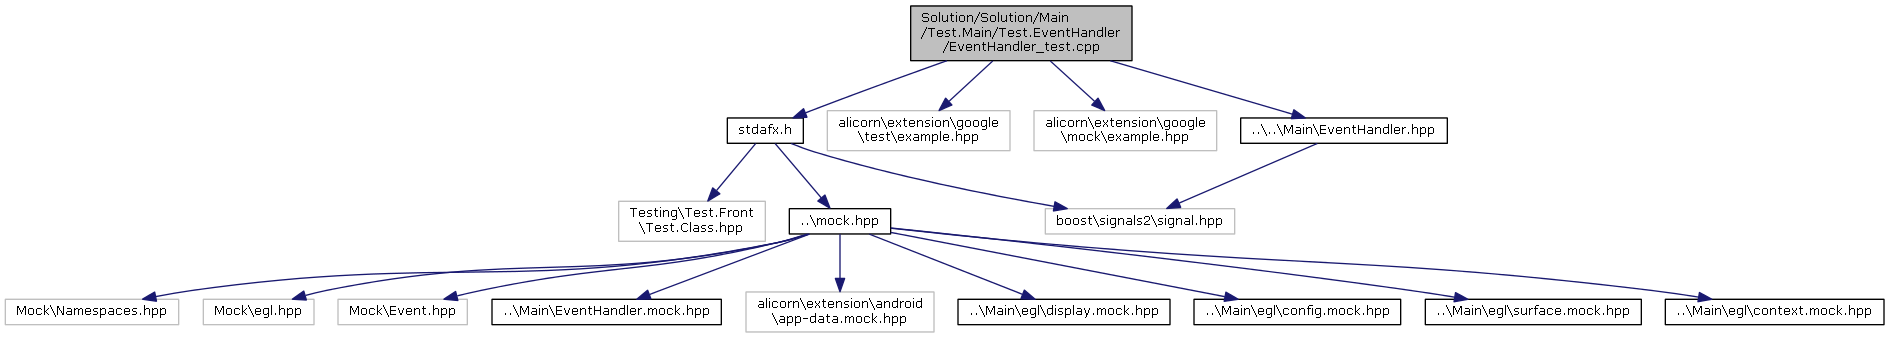 Solution/Solution/Main
/Test.Main/Test.EventHandler
/EventHandler_test.cpp
stdafx.h
alicorn\extension\google
\test\example.hpp
alicorn\extension\google
\mock\example.hpp
..\..\Main\EventHandler.hpp
Testing\Test.Front
\Test.Class.hpp
..\mock.hpp
boost\signals2\signal.hpp
Mock\Namespaces.hpp
Mock\egl.hpp
Mock\Event.hpp
..\Main\EventHandler.mock.hpp
alicorn\extension\android
\app-data.mock.hpp
..\Main\egl\display.mock.hpp
..\Main\egl\config.mock.hpp
..\Main\egl\surface.mock.hpp
..\Main\egl\context.mock.hpp